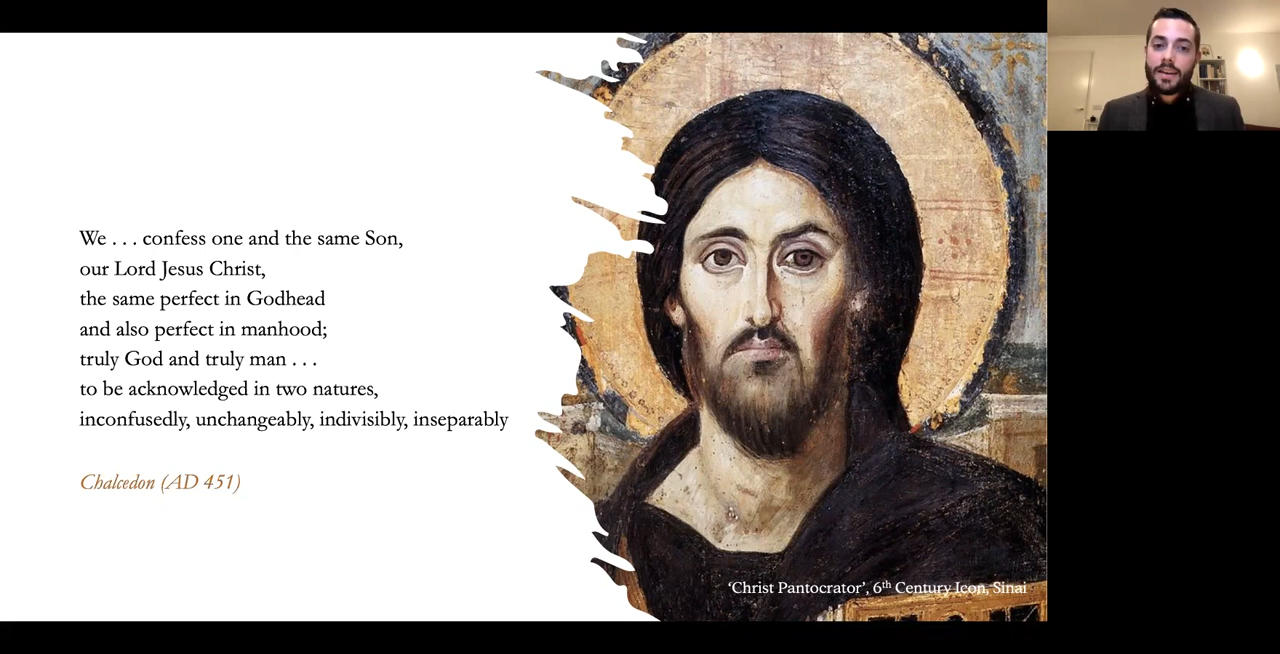 We . . . confess one and the same Son,
our Lord Jesus Christ,
the same perfect in Godhead
and also perfect in manhood;
truly God and truly man . . .
to be acknowledged in two natures,
inconfusedly, unchangeably, indivisibly, inseparably
Chalcedon (AD 451)
‘Christ Pantocrator’, 6th Century Icon, Sinai